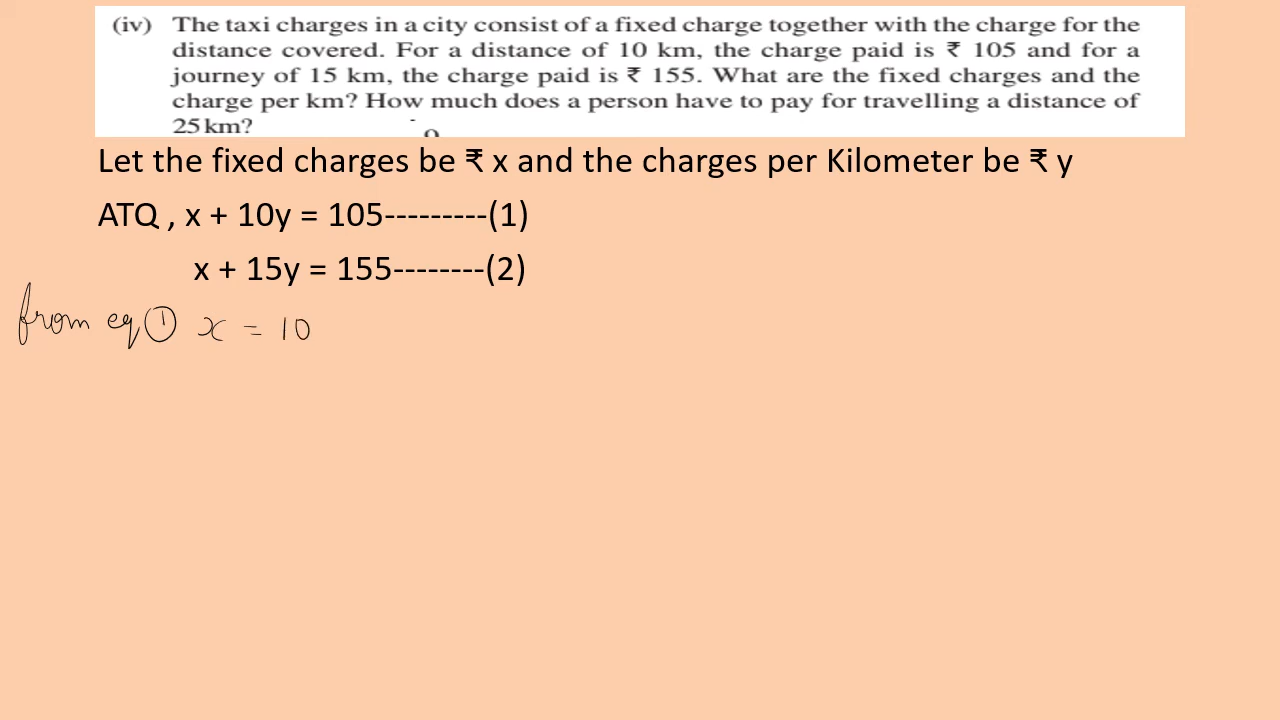 (iv) The taxi charges in a city consist of a fixed charge together with the charge for the
distance covered. For a distance of 10 km, the charge paid is ₹ 105 and for a
journey of 15 km, the charge paid is ₹ 155. What are the fixed charges and the
charge per km? How much does a person have to pay for travelling a distance of
25 km?
Let the fixed charges be ₹ x and the charges per Kilometer be ₹ y
ATQ , x + 10y = 105---------(1)
x + 15y = 155--------(2)
from eq ① x = 10